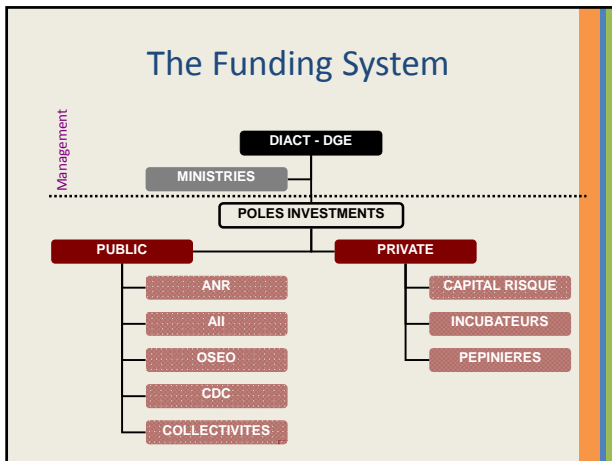 The Funding System
Management
DIACT - DGE
MINISTRIES
POLES INVESTMENTS
PUBLIC
PRIVATE
ANR
CAPITAL RISQUE
AII
INCUBATEURS
OSEO
PEPINIERES
CDC
COLLECTIVITES